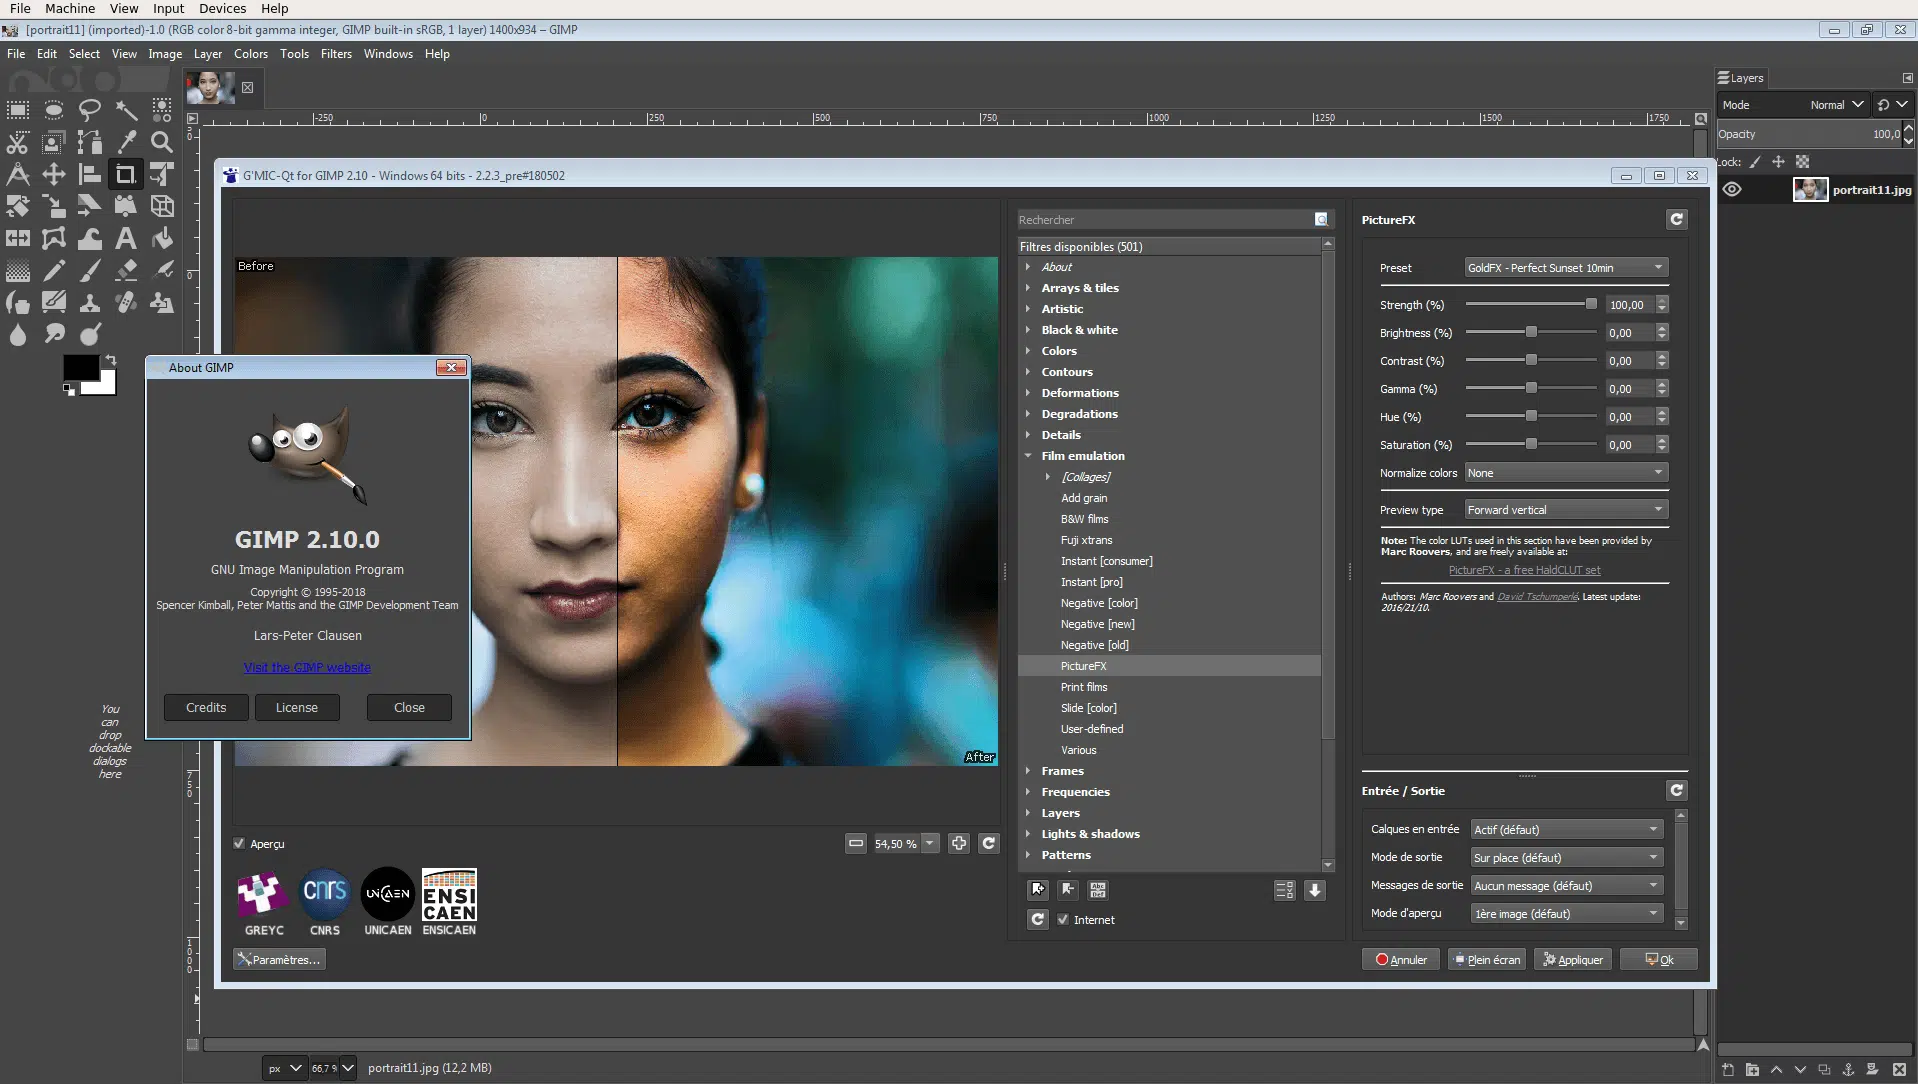 File Machine View Input Devices Help
[portrait11] (imported)-1.0 (RGB color 8-bit gamma integer, GIMP built-in sRGB, 1 layer) 1400x934 – GIMP
File Edit Select View Image Layer Colors Tools Filters Windows Help
-250 0 250 500 750 1000 1250 1500 1750
Layers
Mode Normal
Opacity 100,0
Lock:
portrait11.jpg
G'MIC-Qt for GIMP 2.10 - Windows 64 bits - 2.2.3_pre#180502
Before
After
About GIMP
GIMP 2.10.0
GNU Image Manipulation Program
Copyright © 1995-2018
Spencer Kimball, Peter Mattis and the GIMP Development Team
Lars-Peter Clausen
Visit the GIMP website
Credits License Close
You
can
drop
dockable
dialogs
here
0
750
1000
Aperçu
54,50 %
cnrs
UNICAEN
ENSI
CAEN
GREYC CNRS UNICAEN ENSICAEN
Paramètres...
Rechercher
Filtres disponibles (501)
About
Arrays & tiles
Artistic
Black & white
Colors
Contours
Deformations
Degradations
Details
Film emulation
[Collages]
Add grain
B&W films
Fuji xtrans
Instant [consumer]
Instant [pro]
Negative [color]
Negative [new]
Negative [old]
PictureFX
Print films
Slide [color]
User-defined
Various
Frames
Frequencies
Layers
Lights & shadows
Patterns
Internet
PictureFX
Preset GoldFX - Perfect Sunset 10min
Strength (%) 100,00
Brightness (%) 0,00
Contrast (%) 0,00
Gamma (%) 0,00
Hue (%) 0,00
Saturation (%) 0,00
Normalize colors None
Preview type Forward vertical
Note: The color LUTs used in this section have been provided by
Marc Roovers, and are freely available at:
PictureFX - a free HaldCLUT set
Authors: Marc Roovers and David Tschumperlé. Latest update:
2016/21/10.
Entrée / Sortie
Calques en entrée Actif (défaut)
Mode de sortie Sur place (défaut)
Messages de sortie Aucun message (défaut)
Mode d'aperçu 1ère image (défaut)
Annuler Plein écran Appliquer Ok
px 66,7 % portrait11.jpg (12,2 MB)